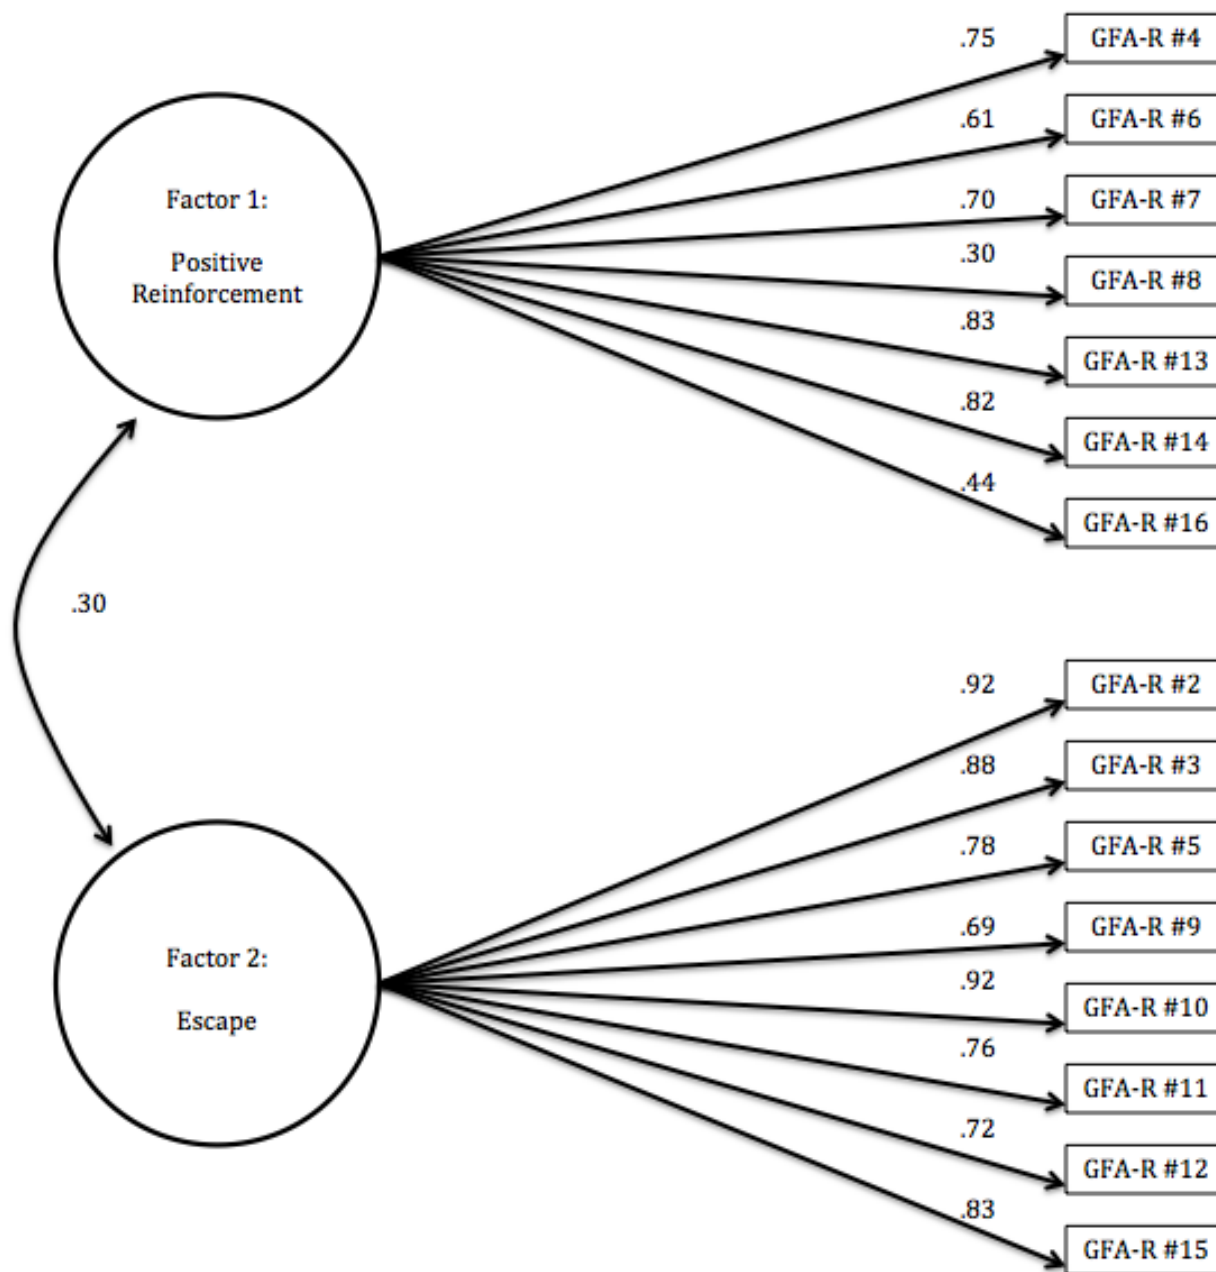 .75
GFA-R #4
.61
GFA-R #6
.70
GFA-R #7
.30
GFA-R #8
.83
GFA-R #13
.82
GFA-R #14
.44
GFA-R #16
Factor 1:
Positive
Reinforcement
.30
.92
GFA-R #2
.88
GFA-R #3
.78
GFA-R #5
.69
GFA-R #9
.92
GFA-R #10
.76
GFA-R #11
.72
GFA-R #12
.83
GFA-R #15
Factor 2:
Escape